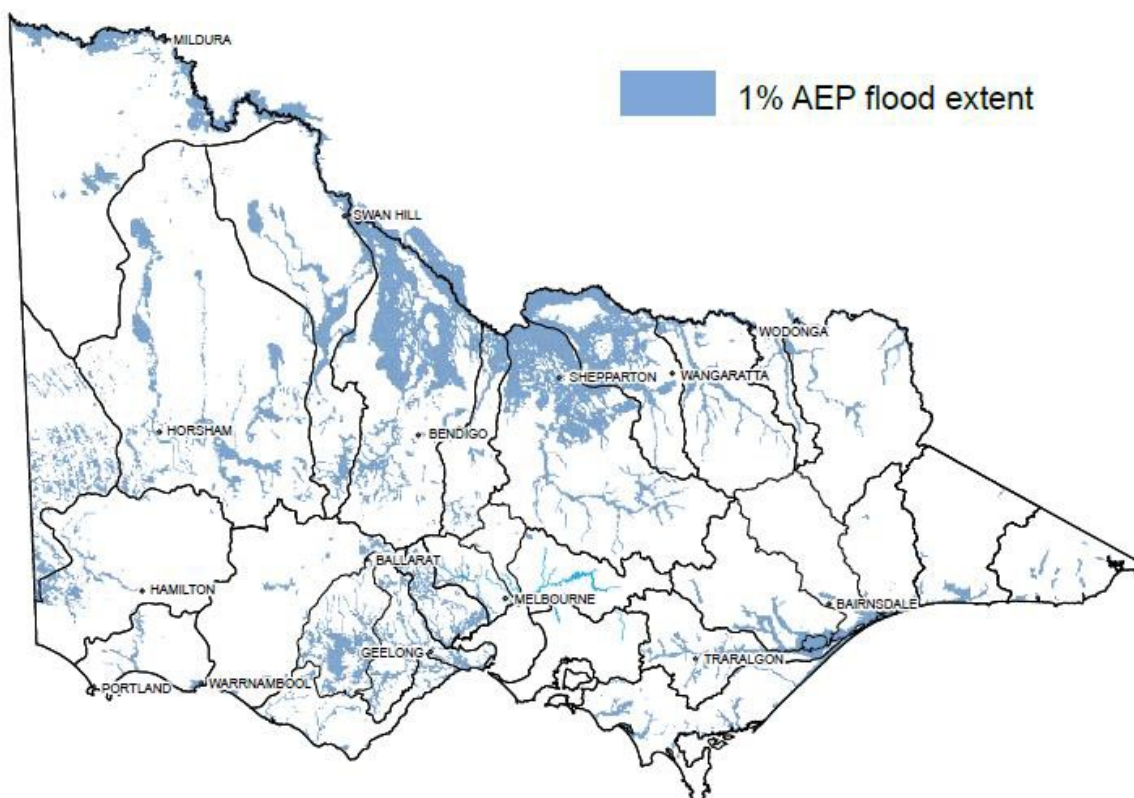 MILDURA
1% AEP flood extent
SWAN HILL
WODONGA
SHEPPARTON
WANGARATTA
HORSHAM
BENDIGO
BALLARAT
HAMILTON
MELBOURNE
BAIRNSDALE
GEELONG
TRARALGON
PORTLAND
WARRNAMBOOL